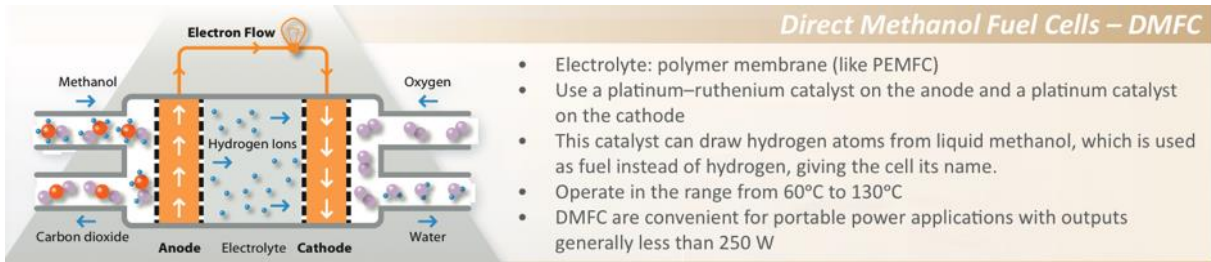 Direct Methanol Fuel Cells – DMFC
Electron Flow
Methanol
Oxygen
Hydrogen Ions
Carbon dioxide
Water
Anode
Electrolyte
Cathode
• Electrolyte: polymer membrane (like PEMFC)
• Use a platinum–ruthenium catalyst on the anode and a platinum catalyst
on the cathode
• This catalyst can draw hydrogen atoms from liquid methanol, which is used
as fuel instead of hydrogen, giving the cell its name.
• Operate in the range from 60°C to 130°C
• DMFC are convenient for portable power applications with outputs
generally less than 250 W